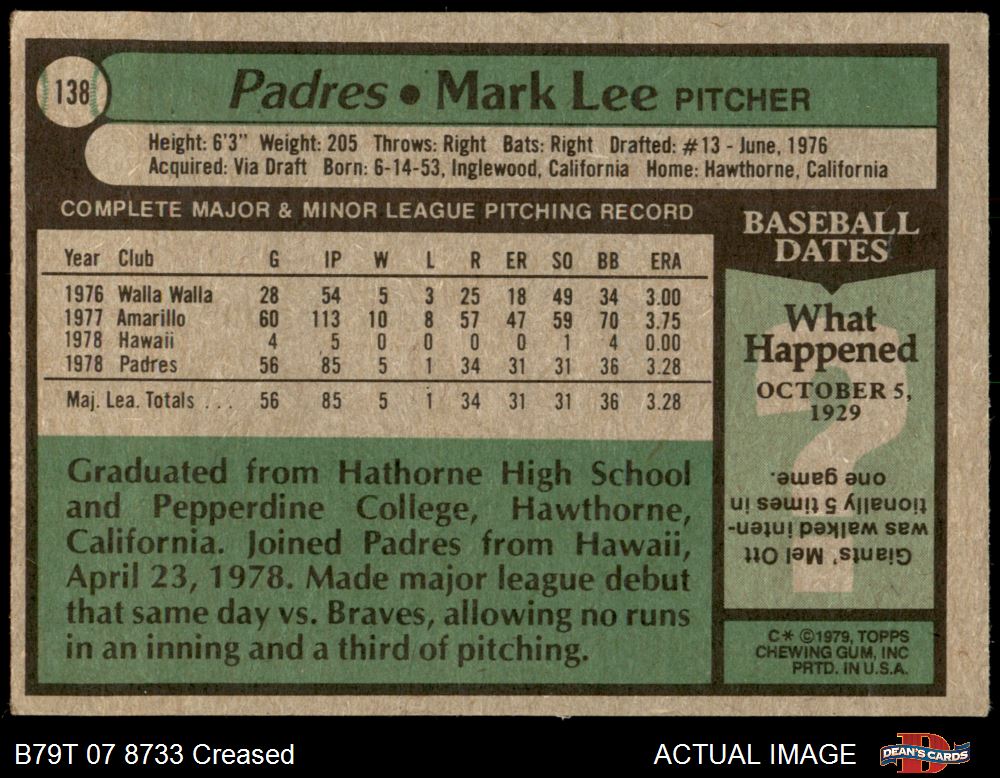 138
Padres • Mark Lee PITCHER
Height: 6'3" Weight: 205 Throws: Right Bats: Right Drafted: #13 - June, 1976
Acquired: Via Draft Born: 6-14-53, Inglewood, California Home: Hawthorne, California
COMPLETE MAJOR & MINOR LEAGUE PITCHING RECORD
Year Club G IP W L R ER SO BB ERA
1976 Walla Walla 28 54 5 3 25 18 49 34 3.00
1977 Amarillo 60 113 10 8 57 47 59 70 3.75
1978 Hawaii 4 5 0 0 0 0 1 4 0.00
1978 Padres 56 85 5 1 34 31 31 36 3.28
Maj. Lea. Totals ... 56 85 5 1 34 31 31 36 3.28
Graduated from Hathorne High School
and Pepperdine College, Hawthorne,
California. Joined Padres from Hawaii,
April 23, 1978. Made major league debut
that same day vs. Braves, allowing no runs
in an inning and a third of pitching.
BASEBALL
DATES
What
Happened
OCTOBER 5,
1929
?
Giants' Mel Ott
was walked inten-
tionally 5 times in
one game.
C* ©1979, TOPPS
CHEWING GUM, INC
PRTD. IN U.S.A.
B79T 07 8733 Creased
ACTUAL IMAGE
D
DEAN'S CARDS